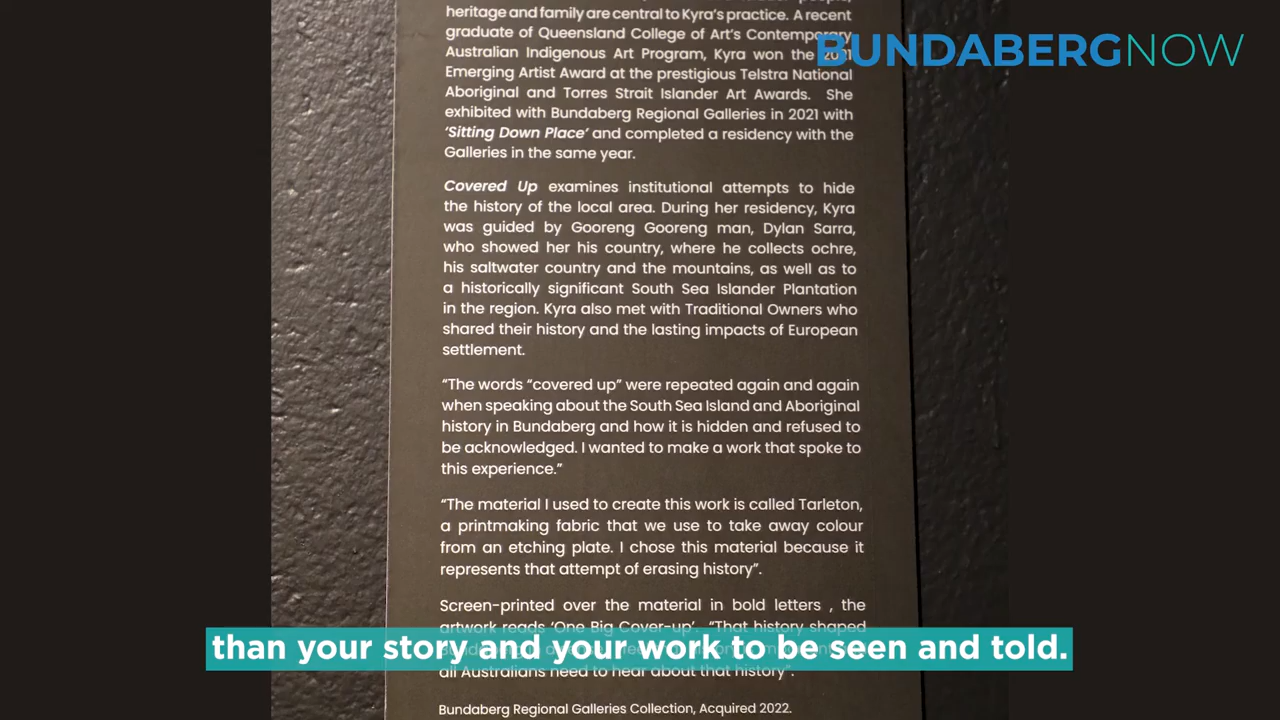 heritage and family are central to Kyra's practice. A recent
graduate of Queensland College of Art's Contemporary
Australian Indigenous Art Program, Kyra won the 2021
Emerging Artist Award at the prestigious Telstra National
Aboriginal and Torres Strait Islander Art Awards. She
exhibited with Bundaberg Regional Galleries in 2021 with
'Sitting Down Place' and completed a residency with the
Galleries in the same year.
Covered Up examines institutional attempts to hide
the history of the local area. During her residency, Kyra
was guided by Gooreng Gooreng man, Dylan Sarra,
who showed her his country, where he collects ochre,
his saltwater country and the mountains, as well as to
a historically significant South Sea Islander Plantation
in the region. Kyra also met with Traditional Owners who
shared their history and the lasting impacts of European
settlement.
"The words "covered up" were repeated again and again
when speaking about the South Sea Island and Aboriginal
history in Bundaberg and how it is hidden and refused to
be acknowledged. I wanted to make a work that spoke to
this experience."
"The material I used to create this work is called Tarleton,
a printmaking fabric that we use to take away colour
from an etching plate. I chose this material because it
represents that attempt of erasing history".
Screen-printed over the material in bold letters , the
artwork reads 'One Big Cover-up'. "That history shaped
all Australians need to hear about that history".
Bundaberg Regional Galleries Collection, Acquired 2022.
BUNDABERGNOW
than your story and your work to be seen and told.